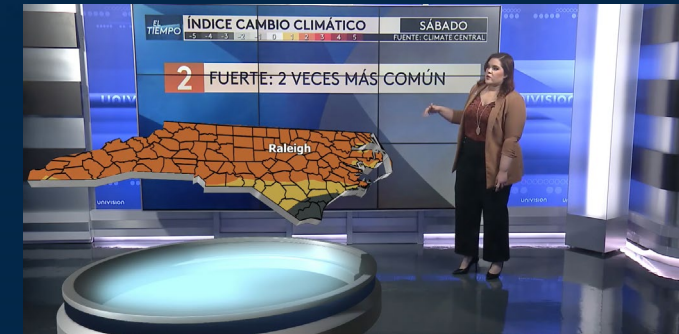 EL
TIEMPO
ÍNDICE CAMBIO CLIMÁTICO
-5 -4 -3 -2 -1 0 1 2 3 4 5
SÁBADO
FUENTE: CLIMATE CENTRAL
2 FUERTE: 2 VECES MÁS COMÚN
Raleigh
UNIVISION
UNIVISION